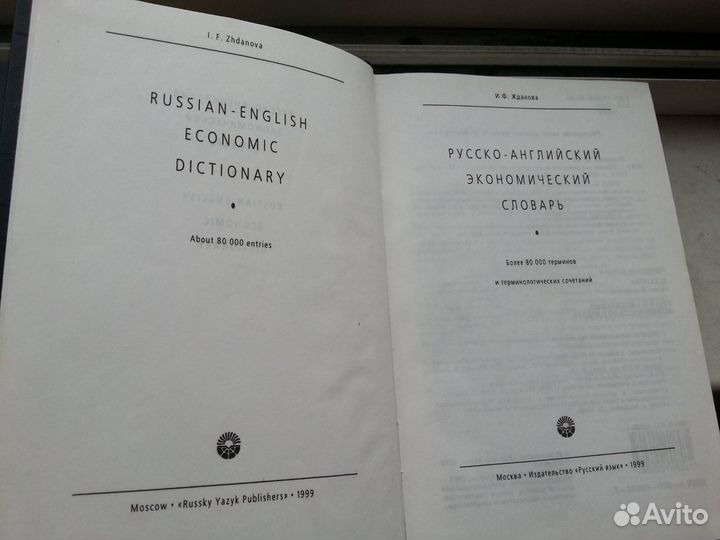 I. F. Zhdanova
RUSSIAN-ENGLISH
ECONOMIC
DICTIONARY
•
About 80 000 entries
Moscow • «Russky Yazyk Publishers» • 1999
И.Ф. Жданова
РУССКО-АНГЛИЙСКИЙ
ЭКОНОМИЧЕСКИЙ
СЛОВАРЬ
•
Более 80 000 терминов
и терминологических сочетаний
Москва • Издательство «Русский язык» • 1999
Avito